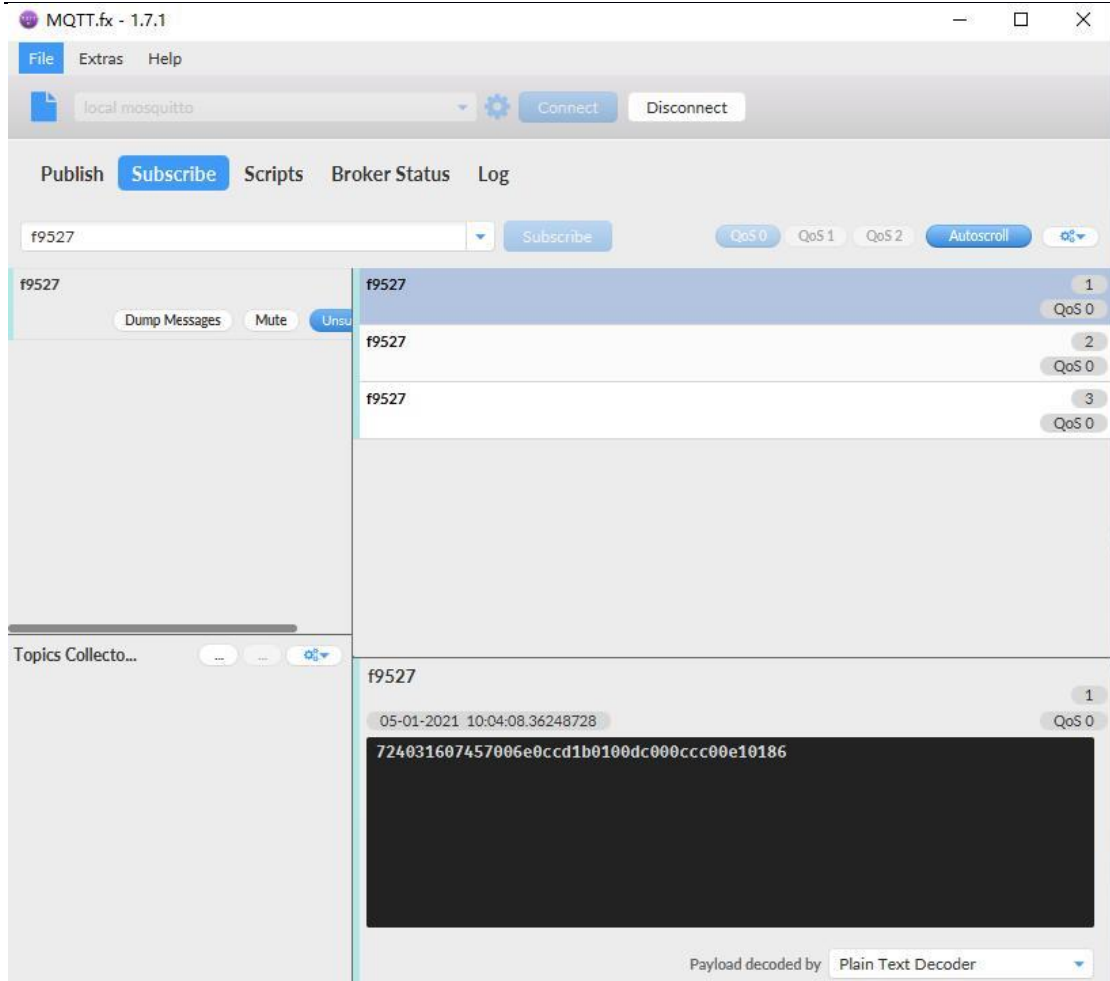 MQTT.fx - 1.7.1
File Extras Help
local mosquitto Connect Disconnect
Publish Subscribe Scripts Broker Status Log
f9527 Subscribe QoS 0 QoS 1 QoS 2 Autoscroll
f9527
Dump Messages Mute Unsu
f9527 1
QoS 0
f9527 2
QoS 0
f9527 3
QoS 0
Topics Collecto... ... ...
f9527
1
05-01-2021 10:04:08.36248728 QoS 0
724031607457006e0ccd1b0100dc000ccc00e10186
Payload decoded by Plain Text Decoder